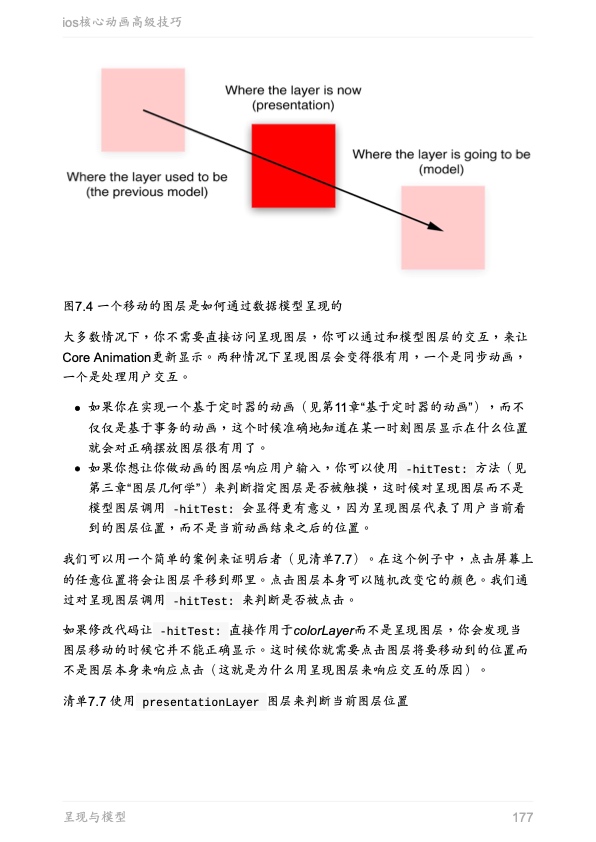 ios核心动画高级技巧
Where the layer is now
(presentation)
Where the layer is going to be
(model)
Where the layer used to be
(the previous model)
图7.4 一个移动的图层是如何通过数据模型呈现的
大多数情况下，你不需要直接访问呈现图层，你可以通过和模型图层的交互，来让
Core Animation更新显示。两种情况下呈现图层会变得很有用，一个是同步动画，
一个是处理用户交互。
● 如果你在实现一个基于定时器的动画（见第11章“基于定时器的动画”），而不
仅仅是基于事务的动画，这个时候准确地知道在某一时刻图层显示在什么位置
就会对正确摆放图层很有用了。
● 如果你想让你做动画的图层响应用户输入，你可以使用 -hitTest: 方法（见
第三章“图层几何学”）来判断指定图层是否被触摸，这时候对呈现图层而不是
模型图层调用 -hitTest: 会显得更有意义，因为呈现图层代表了用户当前看
到的图层位置，而不是当前动画结束之后的位置。
我们可以用一个简单的案例来证明后者（见清单7.7）。在这个例子中，点击屏幕上
的任意位置将会让图层平移到那里。点击图层本身可以随机改变它的颜色。我们通
过对呈现图层调用 -hitTest: 来判断是否被点击。
如果修改代码让 -hitTest: 直接作用于colorLayer而不是呈现图层，你会发现当
图层移动的时候它并不能正确显示。这时候你就需要点击图层将要移动到的位置而
不是图层本身来响应点击（这就是为什么用呈现图层来响应交互的原因）。
清单7.7 使用 presentationLayer 图层来判断当前图层位置
呈现与模型
177